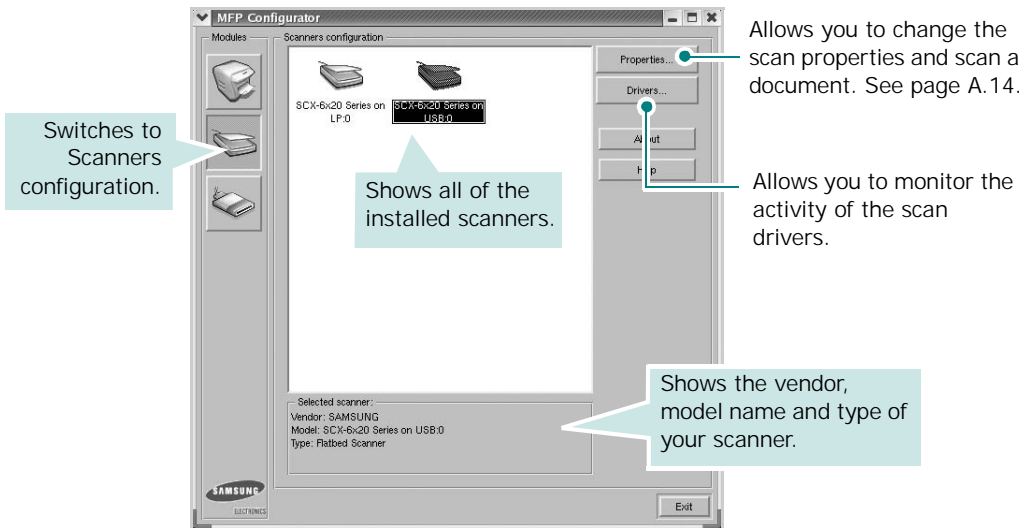 MFP Configurator
Modules
Scanners configuration
SCX-6x20 Series on
LP:0
SCX-6x20 Series on
USB:0
Properties...
Drivers...
About
Help
Allows you to change the
scan properties and scan a
document. See page A.14.
Allows you to monitor the
activity of the scan
drivers.
Switches to
Scanners
configuration.
Shows all of the
installed scanners.
Selected scanner:
Vendor: SAMSUNG
Model: SCX-6x20 Series on USB:0
Type: Flatbed Scanner
Shows the vendor,
model name and type of
your scanner.
SAMSUNG
ELECTRONICS
Exit